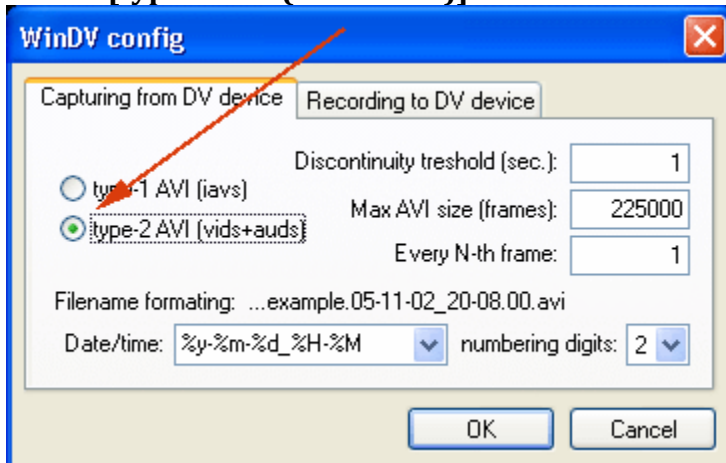 WinDV config
Capturing from DV device
Recording to DV device
Discontinuity treshold (sec.): 1
type-1 AVI (iavs)
Max AVI size (frames): 225000
type-2 AVI (vids+auds)
Every N-th frame: 1
Filename formating: ...example.05-11-02_20-08.00.avi
Date/time: %y-%m-%d_%H-%M numbering digits: 2
OK Cancel